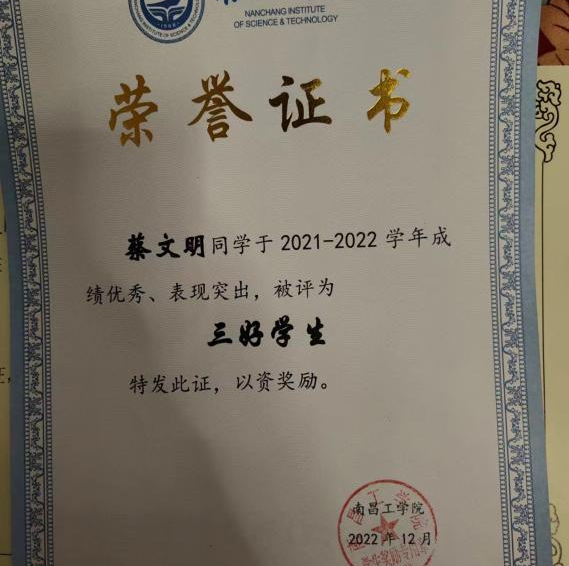 NANCHANG INSTITUTE
OF SCIENCE & TECHNOLOGY
荣誉证书
蔡文明同学于 2021-2022 学年成
绩优秀、表现突出，被评为
三好学生
特发此证，以资奖励。
南昌工学院
2022 年 12 月